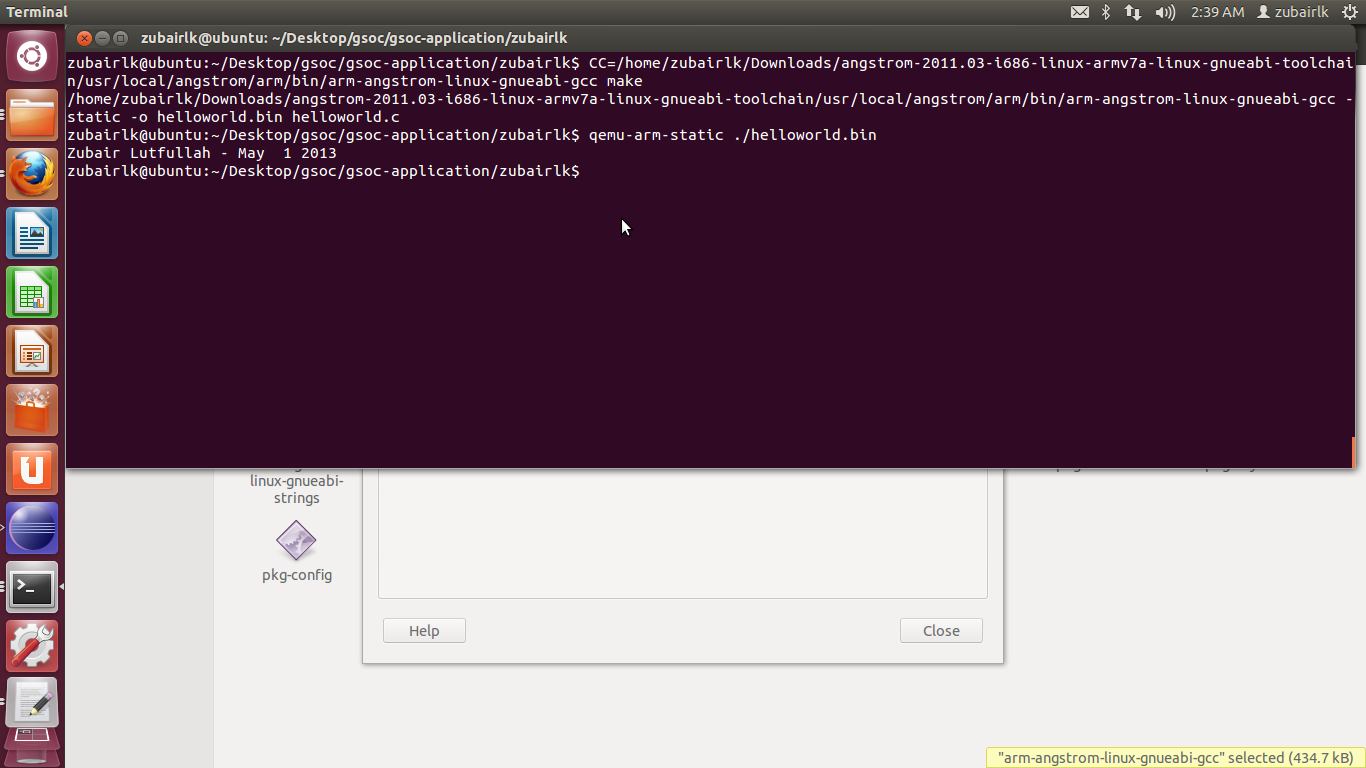 Terminal
2:39 AM
zubairlk
zubairlk@ubuntu: ~/Desktop/gsoc/gsoc-application/zubairlk
zubairlk@ubuntu:~/Desktop/gsoc/gsoc-application/zubairlk$ CC=/home/zubairlk/Downloads/angstrom-2011.03-i686-linux-armv7a-linux-gnueabi-toolchai
n/usr/local/angstrom/arm/bin/arm-angstrom-linux-gnueabi-gcc make
/home/zubairlk/Downloads/angstrom-2011.03-i686-linux-armv7a-linux-gnueabi-toolchain/usr/local/angstrom/arm/bin/arm-angstrom-linux-gnueabi-gcc -
static -o helloworld.bin helloworld.c
zubairlk@ubuntu:~/Desktop/gsoc/gsoc-application/zubairlk$ qemu-arm-static ./helloworld.bin
Zubair Lutfullah - May  1 2013
zubairlk@ubuntu:~/Desktop/gsoc/gsoc-application/zubairlk$
linux-gnueabi-
strings
pkg-config
Help
Close
"arm-angstrom-linux-gnueabi-gcc" selected (434.7 kB)